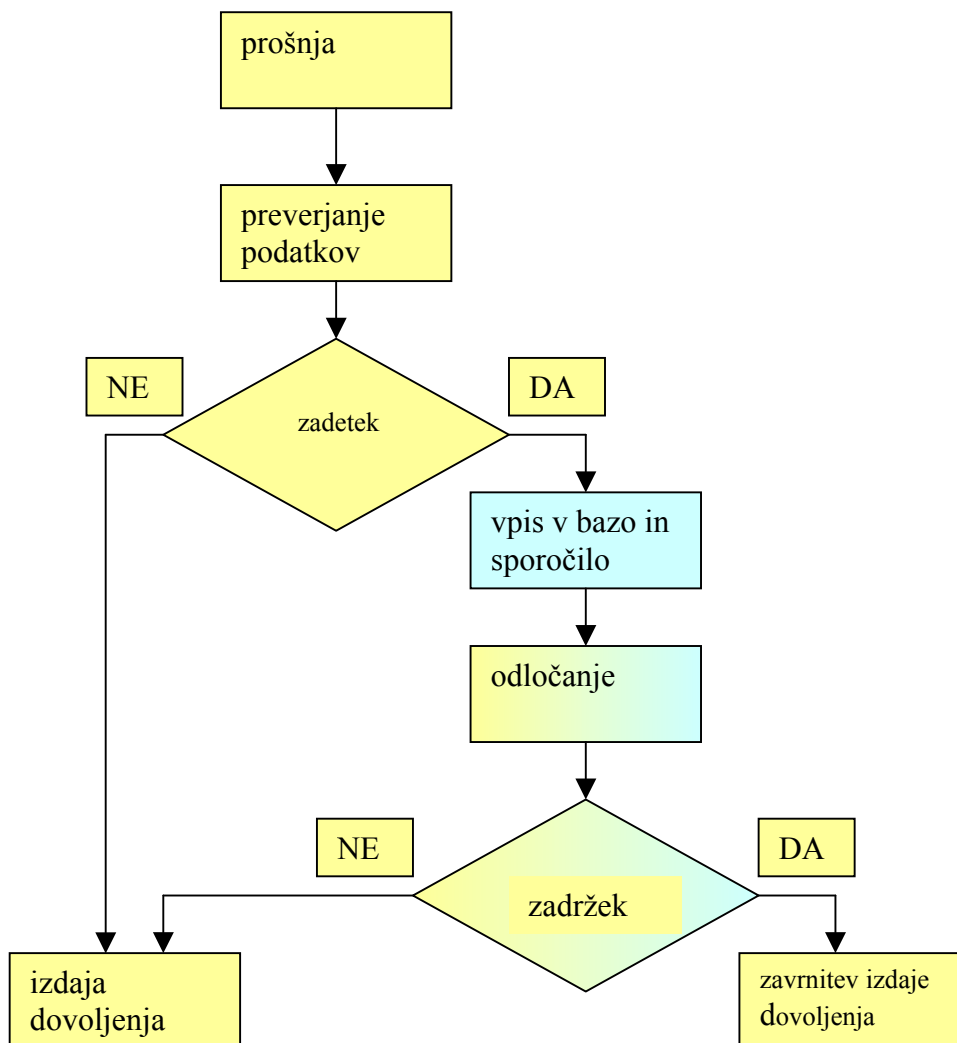 prošnja
preverjanje
podatkov
NE
DA
zadetek
vpis v bazo in
sporočilo
odločanje
NE
DA
zadržek
izdaja
dovoljenja
zavrnitev izdaje
dovoljenja